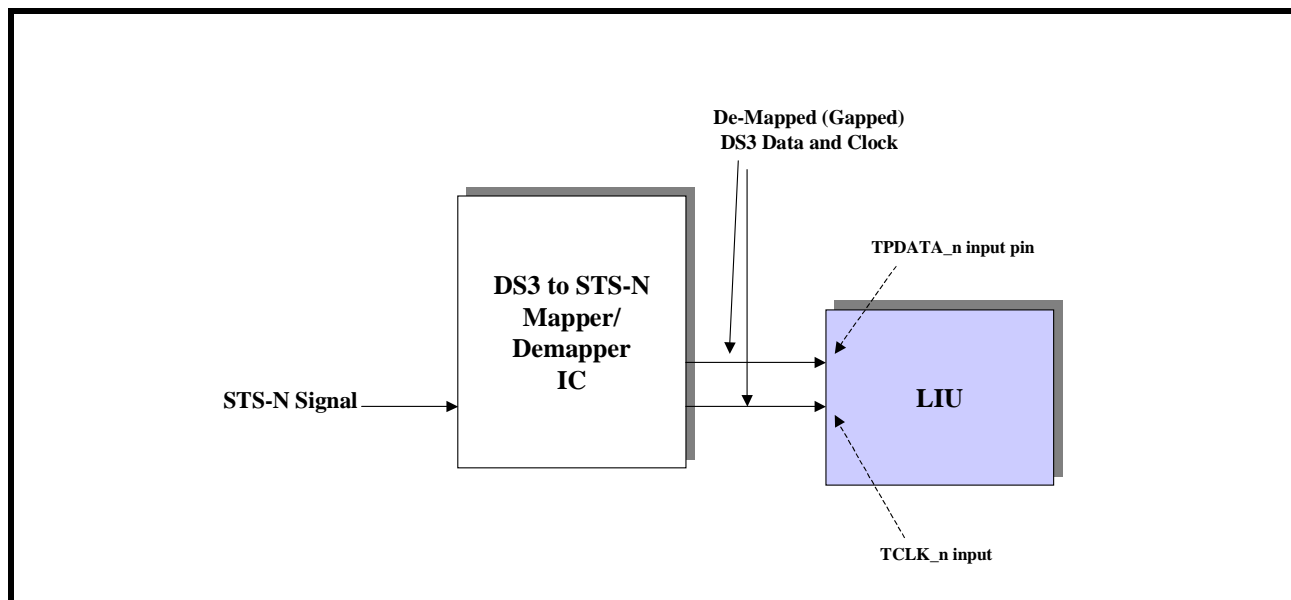 De-Mapped (Gapped)
DS3 Data and Clock
TPDATA_n input pin
DS3 to STS-N
Mapper/
Demapper
IC
STS-N Signal
LIU
TCLK_n input